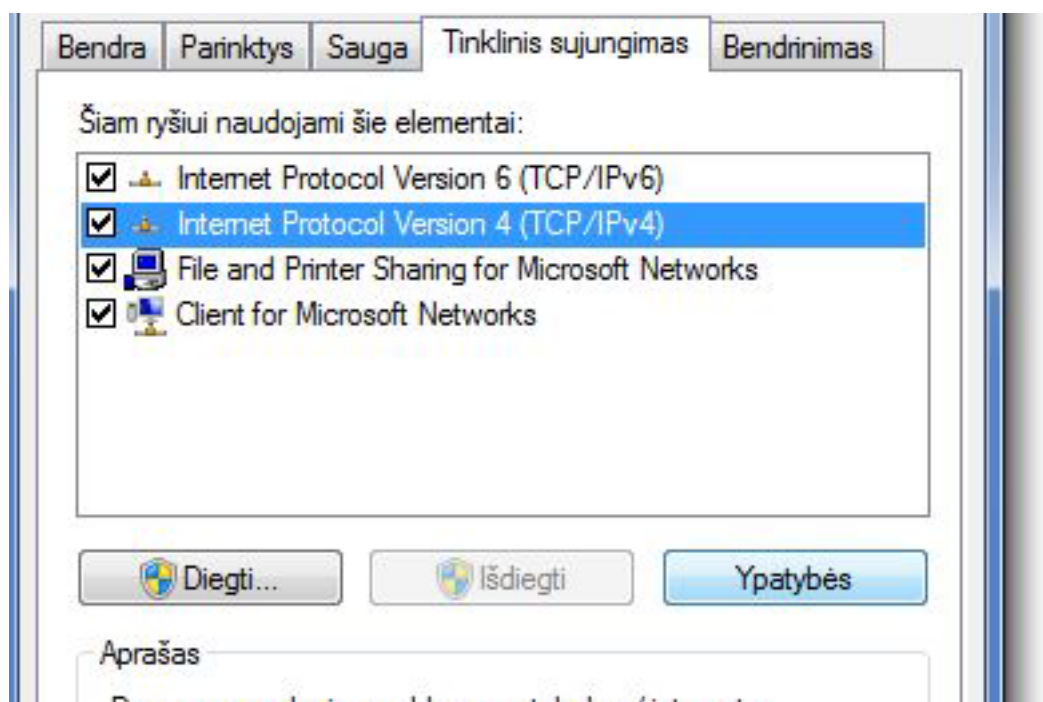 Bendra Parinktys Sauga Tinklinis sujungimas Bendrinimas
Šiam ryšiui naudojami šie elementai:
Internet Protocol Version 6 (TCP/IPv6)
Internet Protocol Version 4 (TCP/IPv4)
File and Printer Sharing for Microsoft Networks
Client for Microsoft Networks
Diegti... Išdiegti Ypatybės
Aprašas